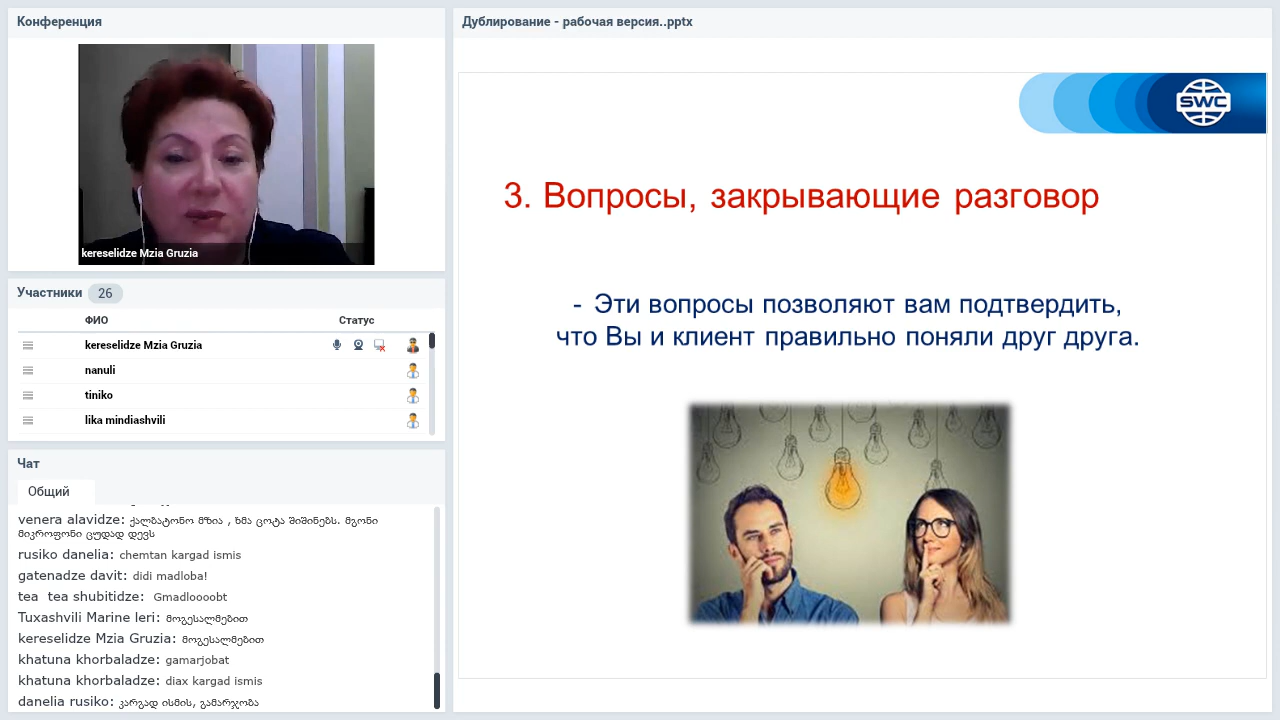 Конференция
kereselidze Mzia Gruzia
Участники 26
ФИО Статус
kereselidze Mzia Gruzia
nanuli
tiniko
lika mindiashvili
Чат
Общий
venera alavidze: ქალბატონო მზია , ხმა ცოტა შიშინებს. მგონი
მიკროფონი ცუდად დევს
rusiko danelia: chemtan kargad ismis
gatenadze davit: didi madloba!
tea tea shubitidze: Gmadloooobt
Tuxashvili Marine leri: მოგესალმებით
kereselidze Mzia Gruzia: მოგესალმებით
khatuna khorbaladze: gamarjobat
khatuna khorbaladze: diax kargad ismis
danelia rusiko: კარგად ისმის, გამარჯობა
Дублирование - рабочая версия..pptx
SWC
3. Вопросы, закрывающие разговор
- Эти вопросы позволяют вам подтвердить,
что Вы и клиент правильно поняли друг друга.